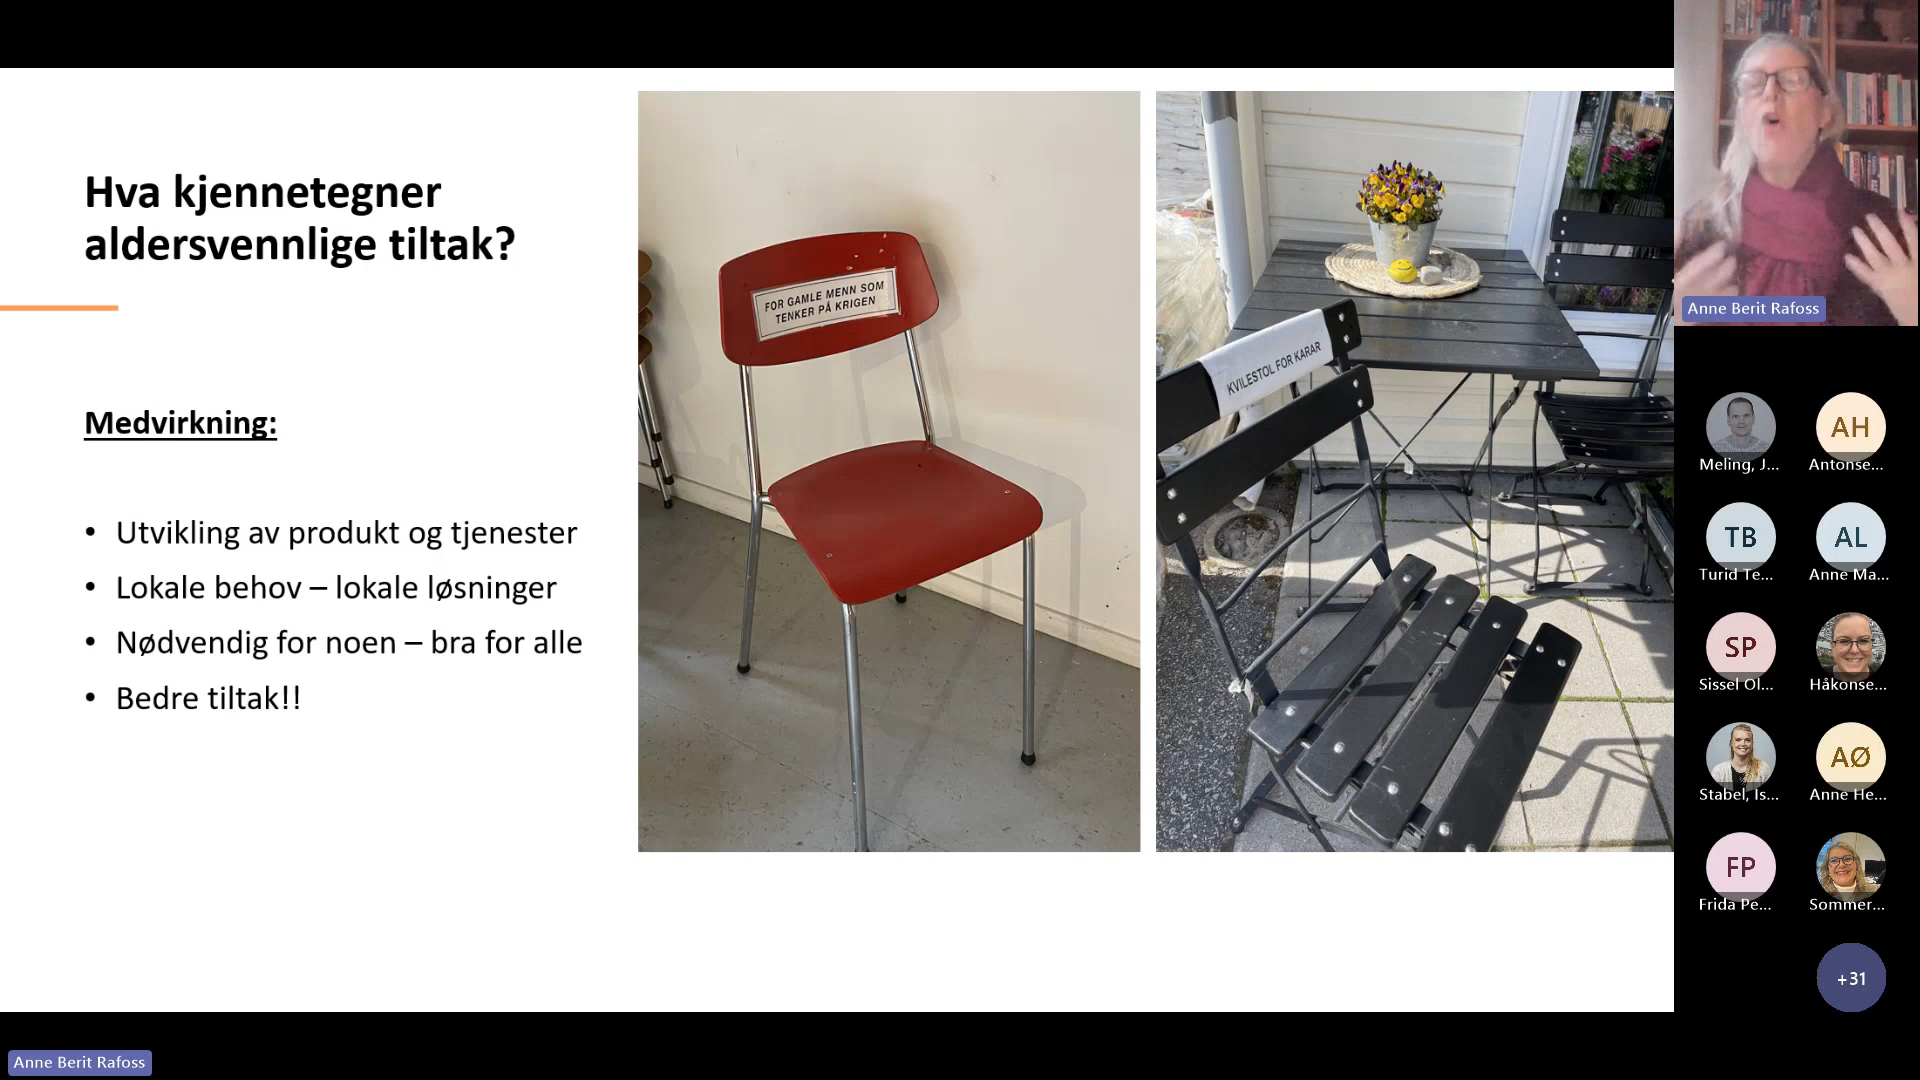 Hva kjennetegner
aldersvennlige tiltak?
Medvirkning:
• Utvikling av produkt og tjenester
• Lokale behov – lokale løsninger
• Nødvendig for noen – bra for alle
• Bedre tiltak!!
FOR GAMLE MENN SOM
TENKER PÅ KRIGEN
KVILESTOL FOR KARAR
Anne Berit Rafoss
Meling, J...
AH
Antonse...
TB
Turid Te...
AL
Anne Ma...
SP
Sissel Ol...
Håkonse...
Stabel, Is...
AØ
Anne He...
FP
Frida Pe...
Sommer...
+31
Anne Berit Rafoss